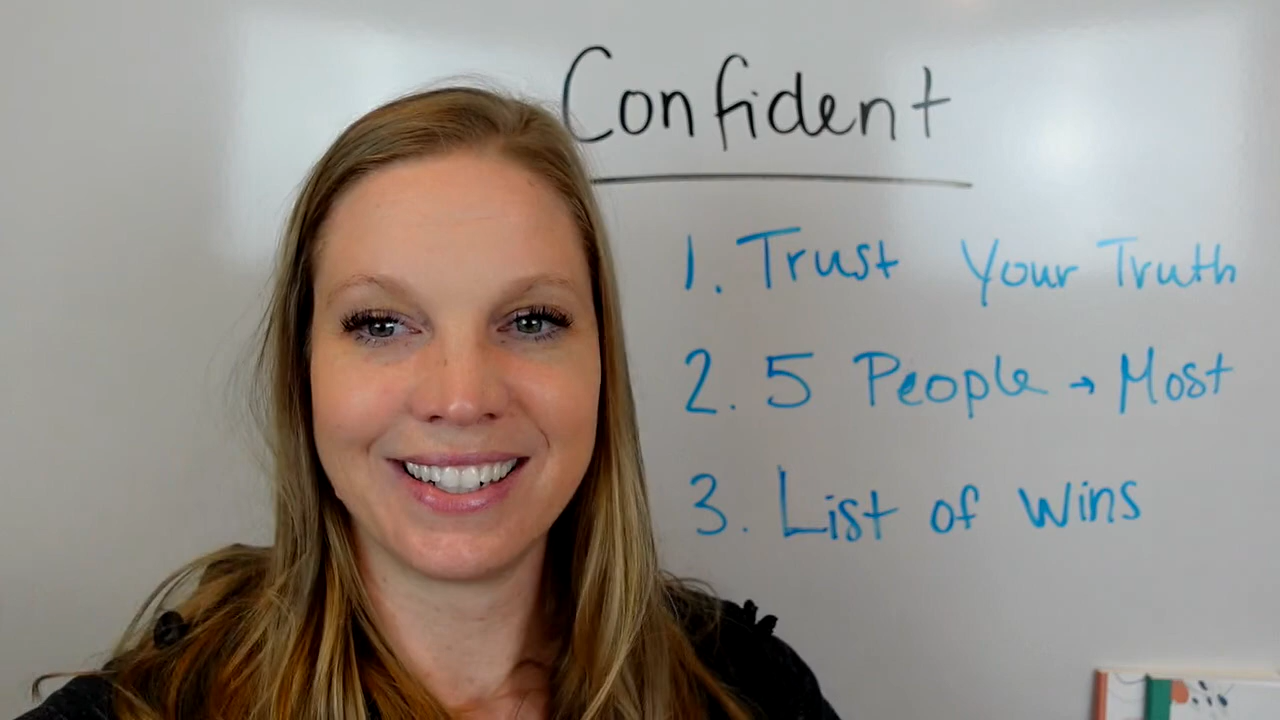 Confident
1. Trust Your Truth
2. 5 People → Most
3. List of Wins